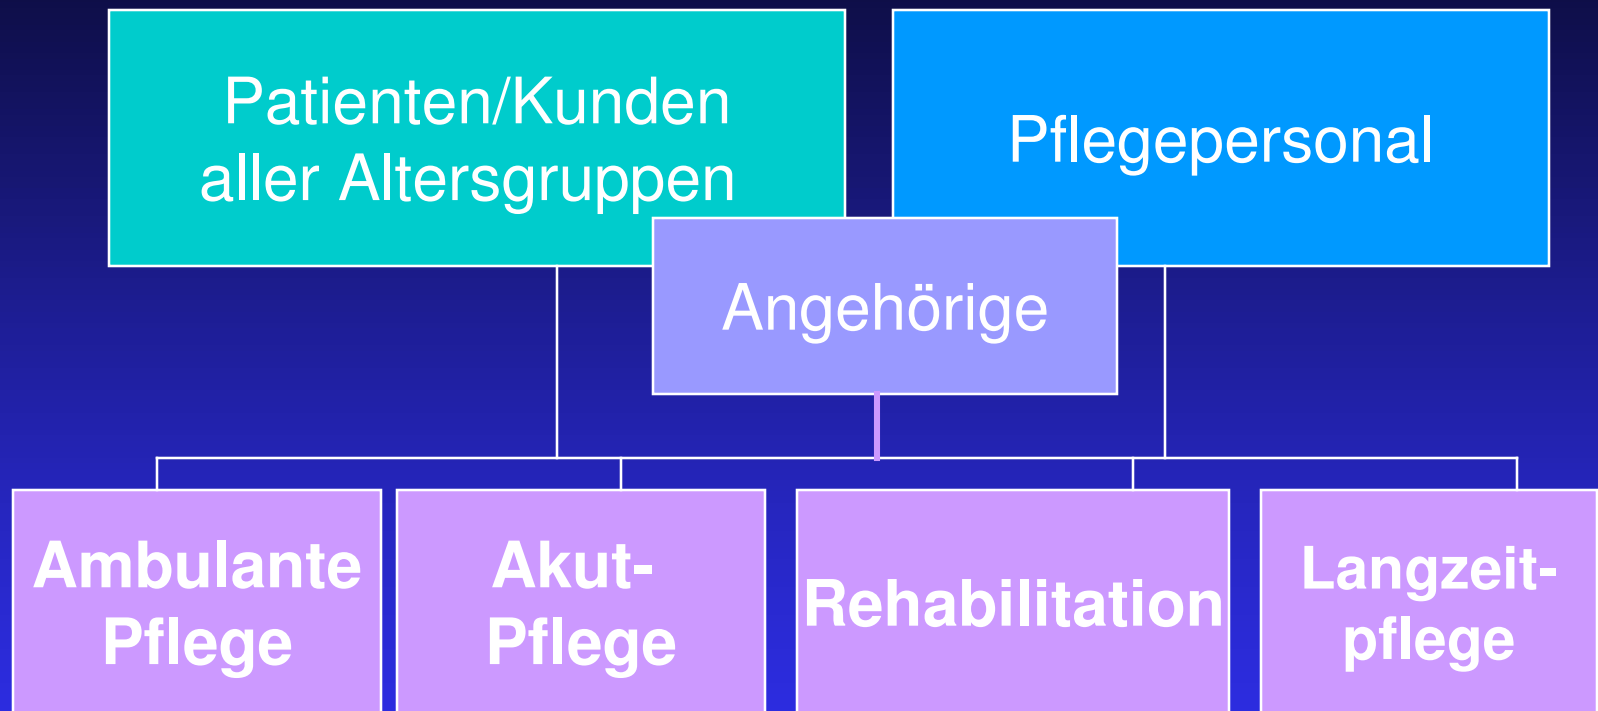 Patienten/Kunden
aller Altersgruppen
Pflegepersonal
Angehörige
Ambulante
Pflege
Akut-
Pflege
Rehabilitation
Langzeit-
pflege